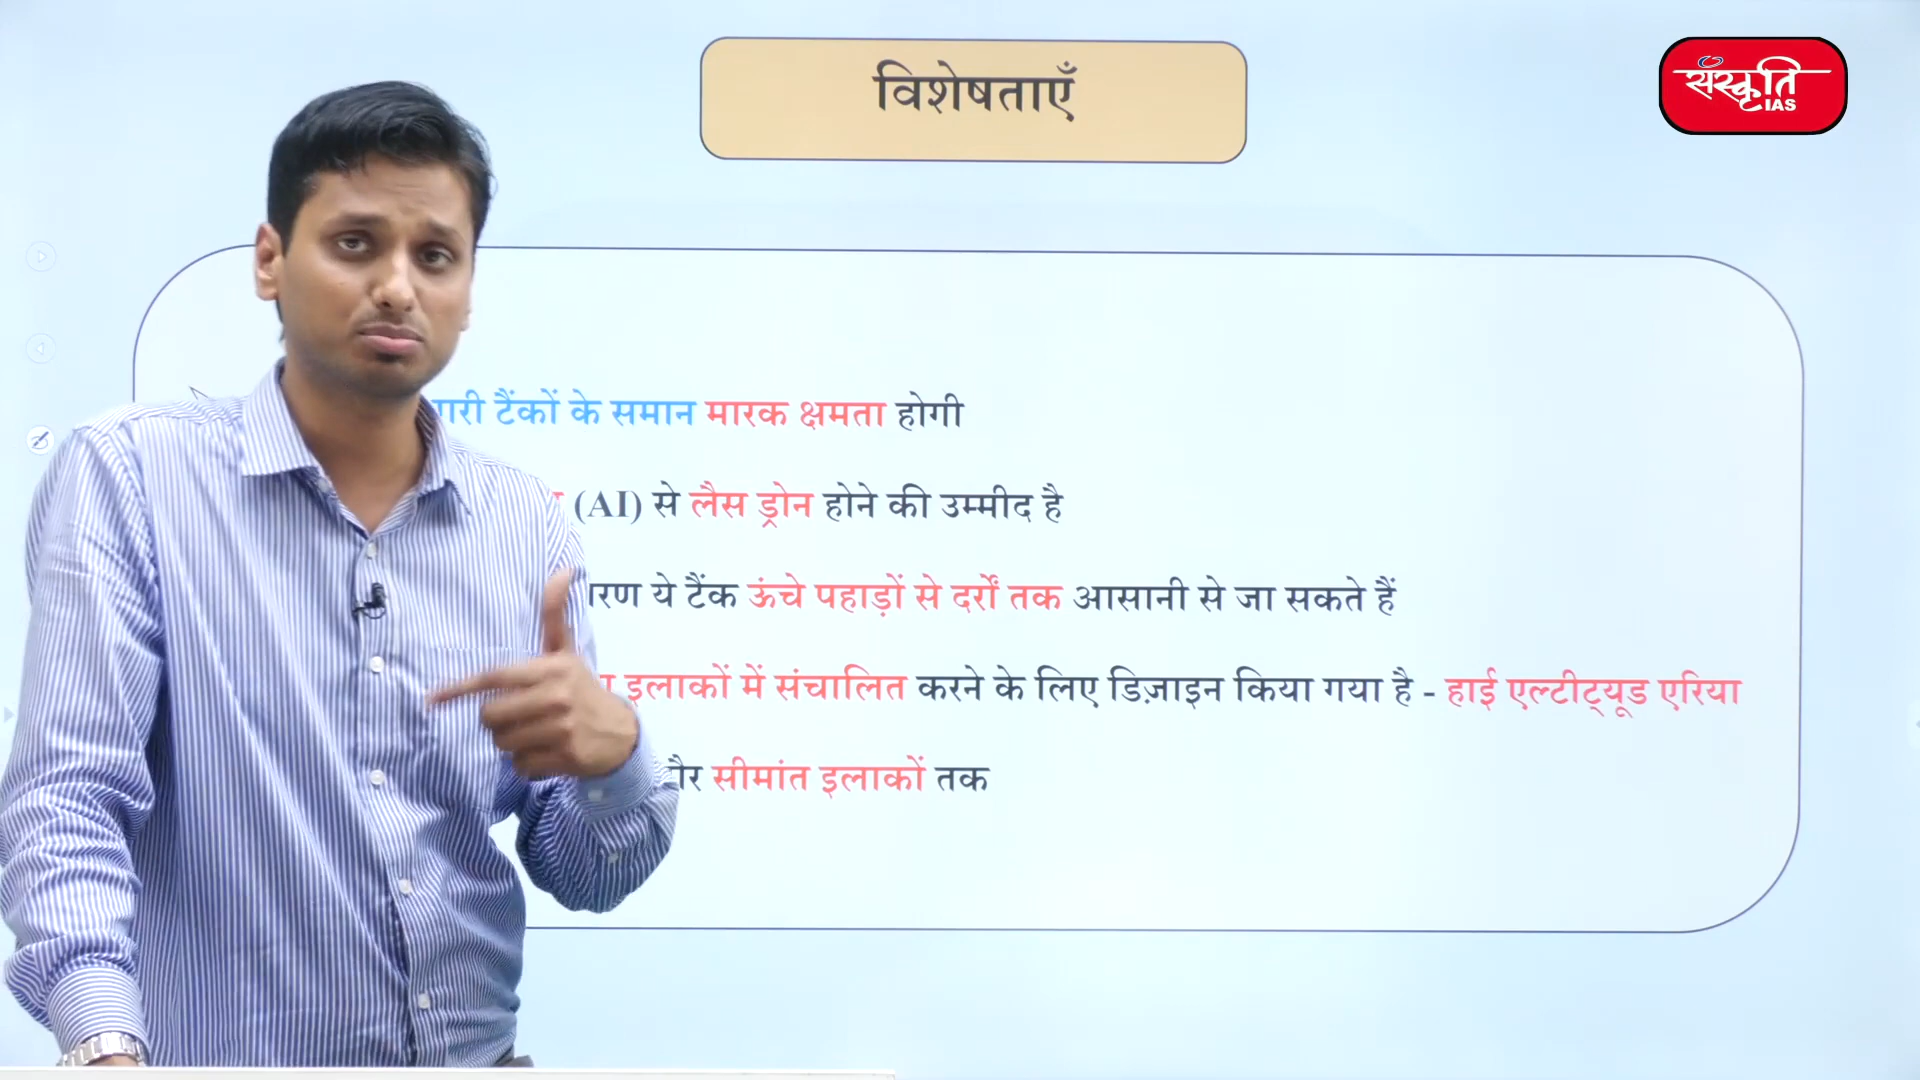 विशेषताएँ
संस्कृति
IAS
टैंकों के समान मारक क्षमता होगी
(AI) से लैस ड्रोन होने की उम्मीद है
ये टैंक ऊंचे पहाड़ों से दर्रों तक आसानी से जा सकते हैं
इलाकों में संचालित करने के लिए डिज़ाइन किया गया है - हाई एल्टीट्यूड एरिया
सीमांत इलाकों तक